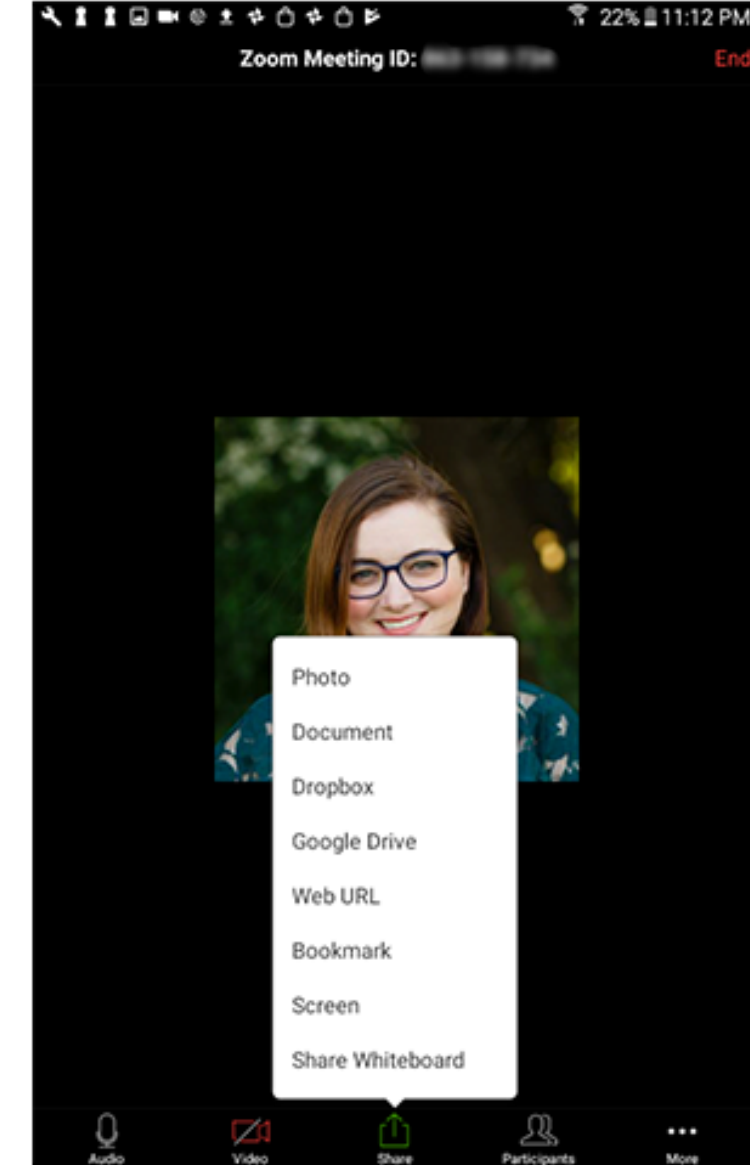 22% 11:12 PM
Zoom Meeting ID:
End
Photo
Document
Dropbox
Google Drive
Web URL
Bookmark
Screen
Share Whiteboard
Audio Video Share Participants More